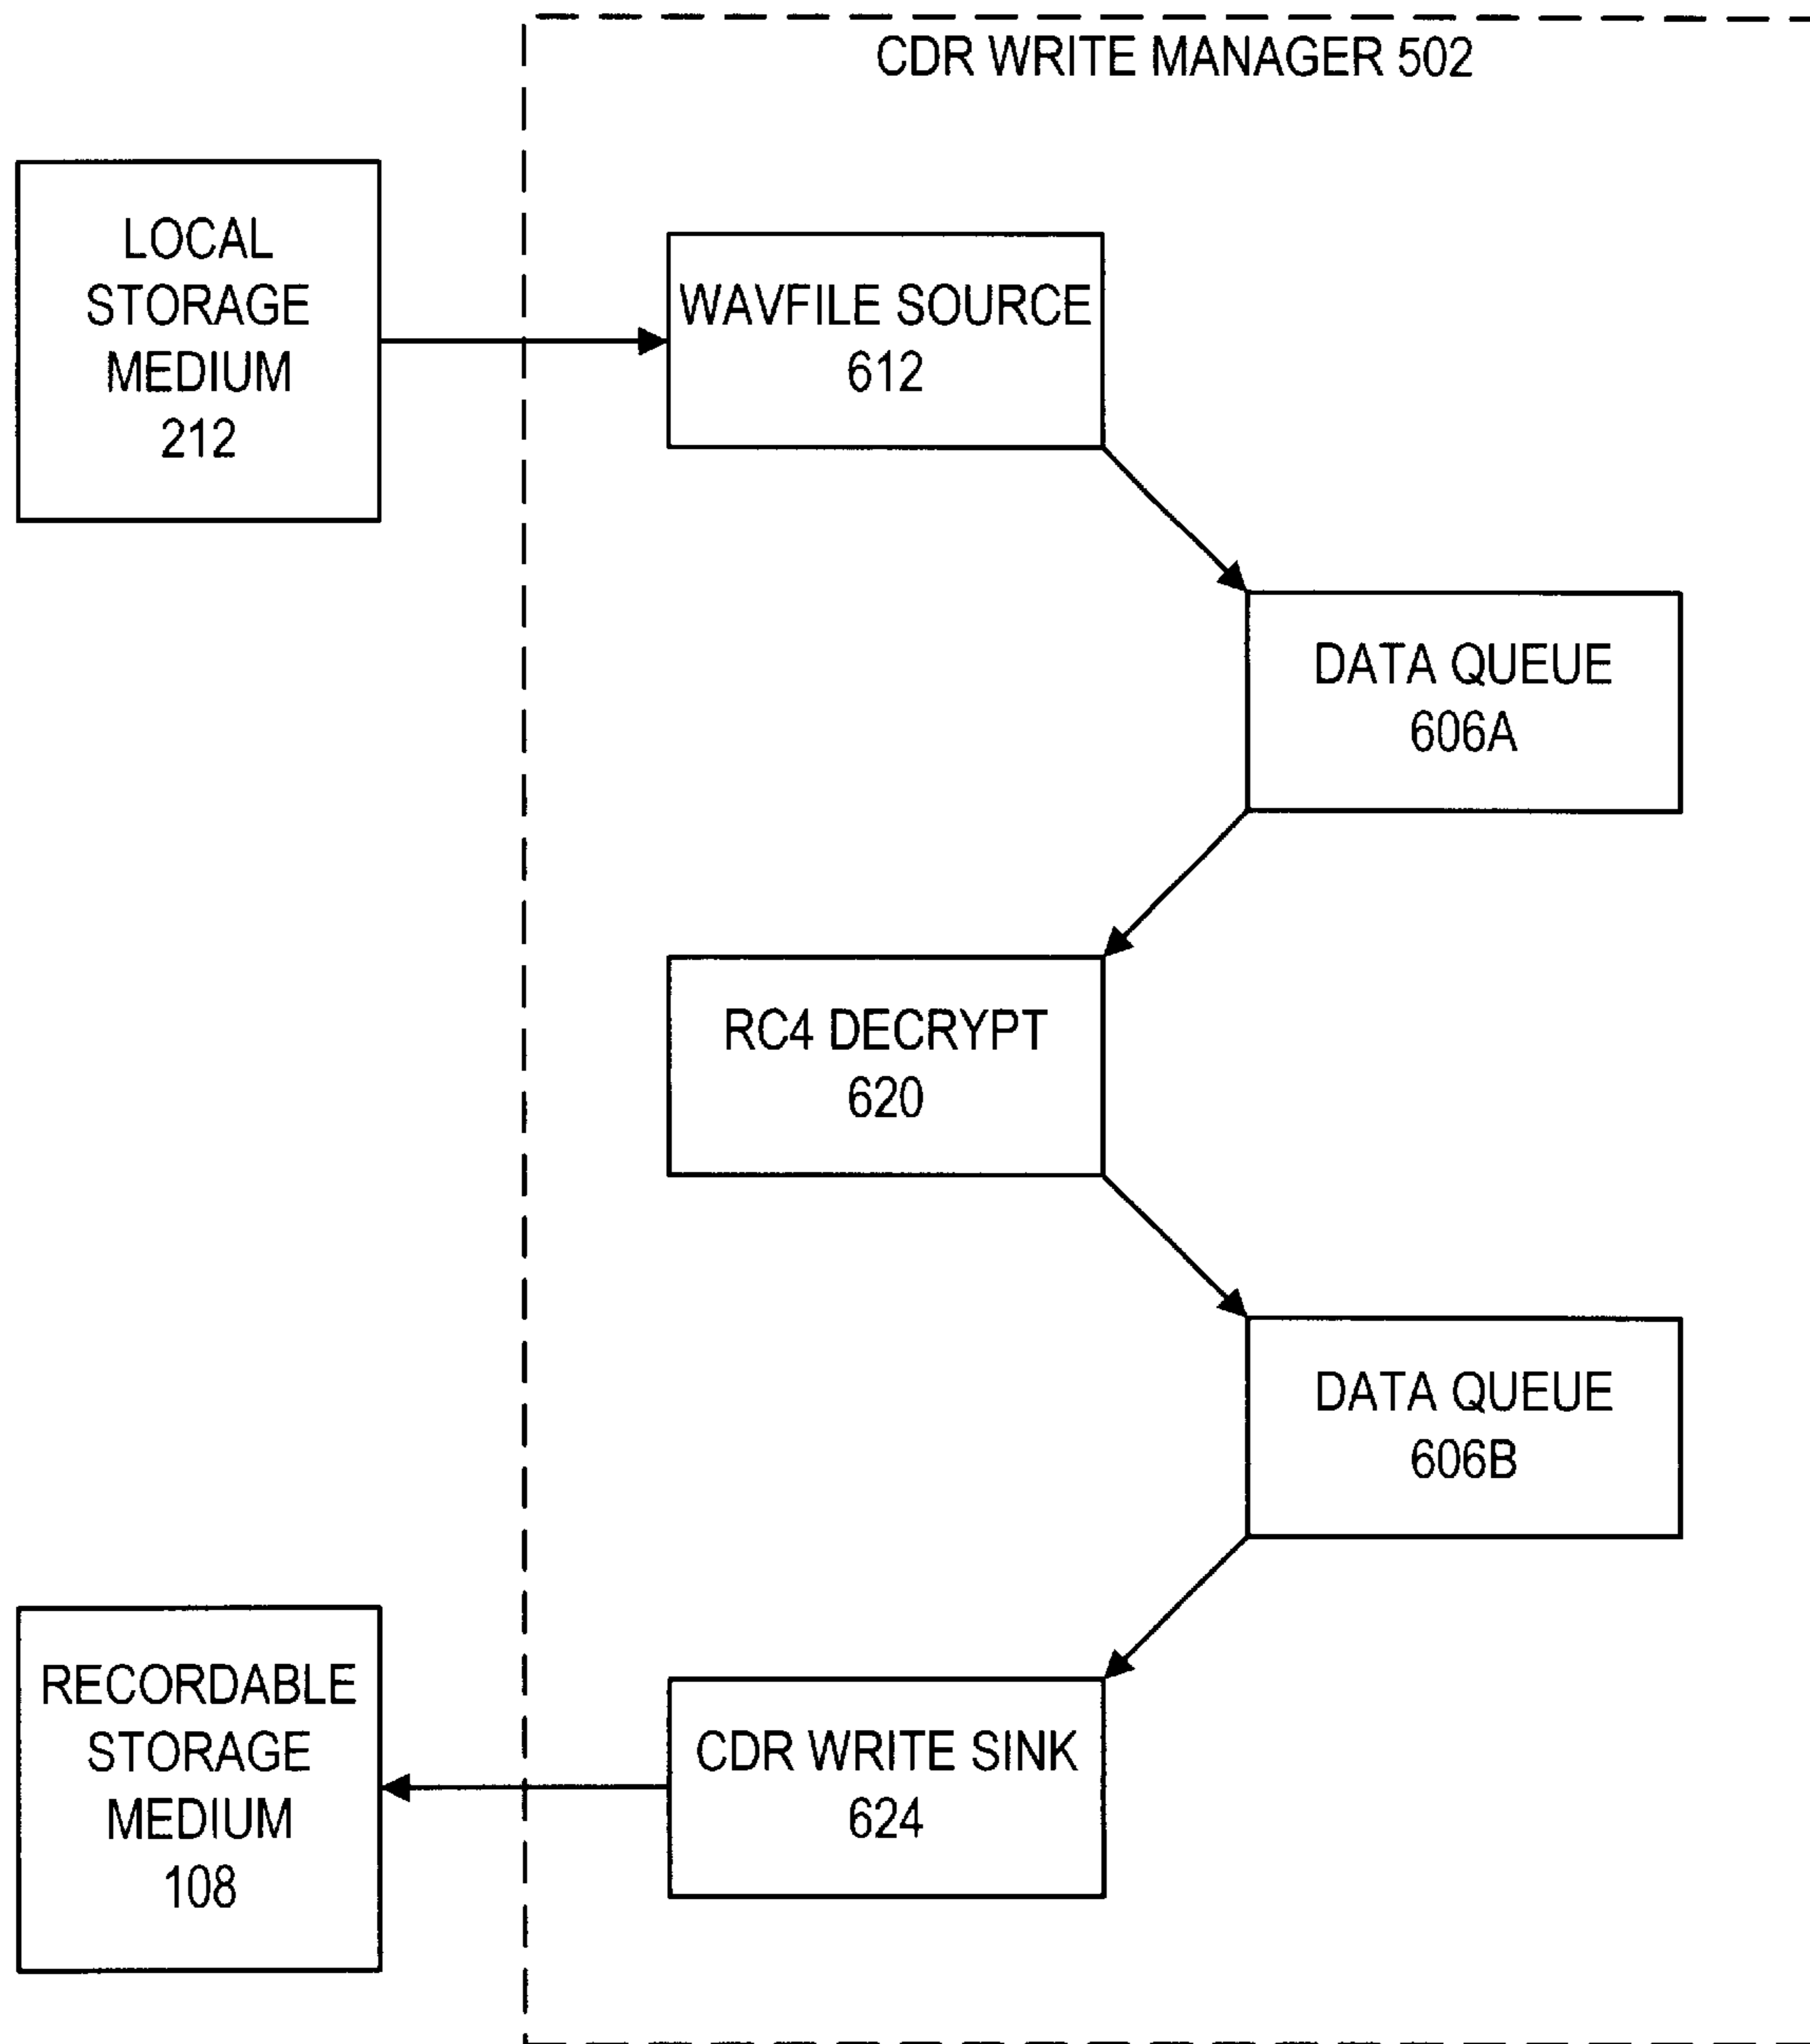 CDR WRITE MANAGER 502
LOCAL
STORAGE
MEDIUM
212
WAVFILE SOURCE
612
DATA QUEUE
606A
RC4 DECRYPT
620
DATA QUEUE
606B
RECORDABLE
STORAGE
MEDIUM
108
CDR WRITE SINK
624